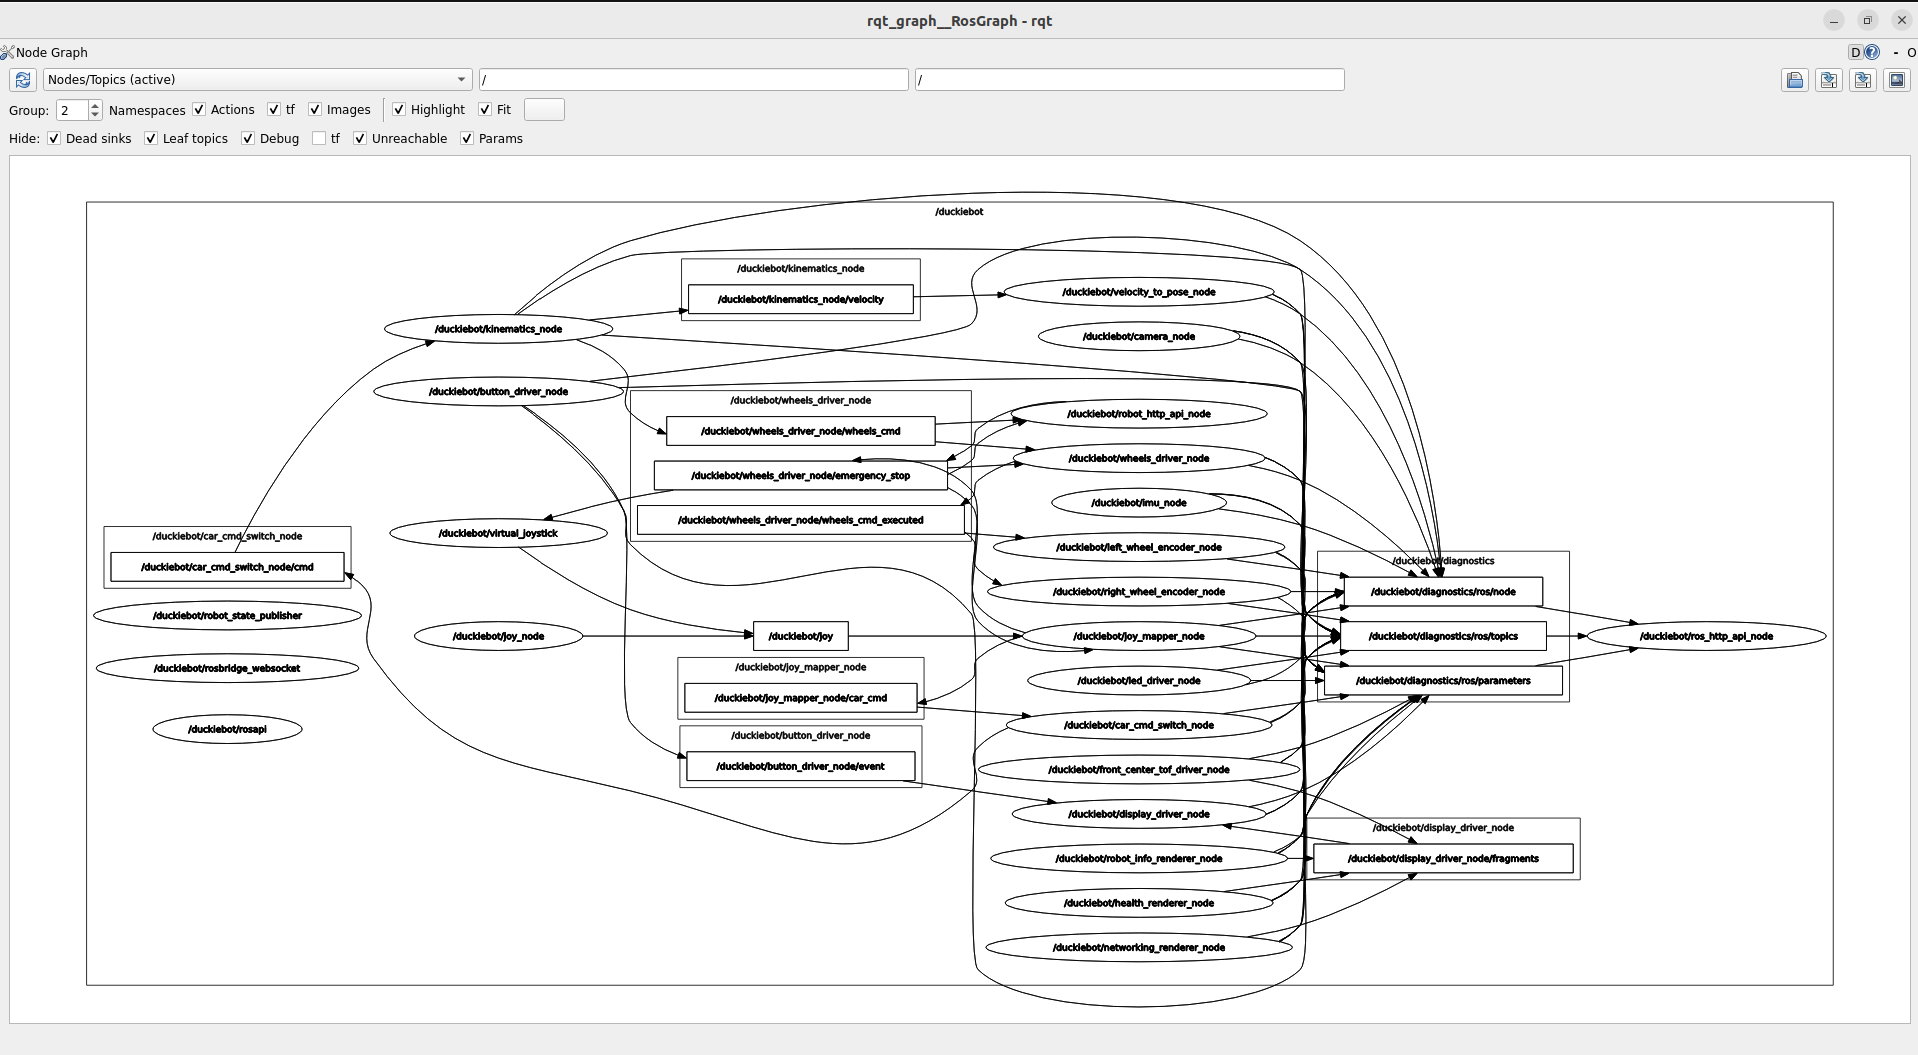 rqt_graph__RosGraph - rqt
Node Graph
D
- O
Nodes/Topics (active)
/
/
Group: 2 Namespaces Actions tf Images Highlight Fit
Hide: Dead sinks Leaf topics Debug tf Unreachable Params
/duckiebot
/duckiebot/kinematics_node
/duckiebot/kinematics_node/velocity
/duckiebot/velocity_to_pose_node
/duckiebot/kinematics_node
/duckiebot/camera_node
/duckiebot/button_driver_node
/duckiebot/wheels_driver_node
/duckiebot/robot_http_api_node
/duckiebot/wheels_driver_node/wheels_cmd
/duckiebot/wheels_driver_node
/duckiebot/wheels_driver_node/emergency_stop
/duckiebot/imu_node
/duckiebot/wheels_driver_node/wheels_cmd_executed
/duckiebot/virtual_joystick
/duckiebot/car_cmd_switch_node
/duckiebot/left_wheel_encoder_node
/duckiebot/diagnostics
/duckiebot/car_cmd_switch_node/cmd
/duckiebot/right_wheel_encoder_node
/duckiebot/diagnostics/ros/node
/duckiebot/robot_state_publisher
/duckiebot/joy_node
/duckiebot/joy
/duckiebot/joy_mapper_node
/duckiebot/diagnostics/ros/topics
/duckiebot/ros_http_api_node
/duckiebot/rosbridge_websocket
/duckiebot/joy_mapper_node
/duckiebot/led_driver_node
/duckiebot/diagnostics/ros/parameters
/duckiebot/joy_mapper_node/car_cmd
/duckiebot/rosapi
/duckiebot/car_cmd_switch_node
/duckiebot/button_driver_node
/duckiebot/button_driver_node/event
/duckiebot/front_center_tof_driver_node
/duckiebot/display_driver_node
/duckiebot/display_driver_node
/duckiebot/robot_info_renderer_node
/duckiebot/display_driver_node/fragments
/duckiebot/health_renderer_node
/duckiebot/networking_renderer_node